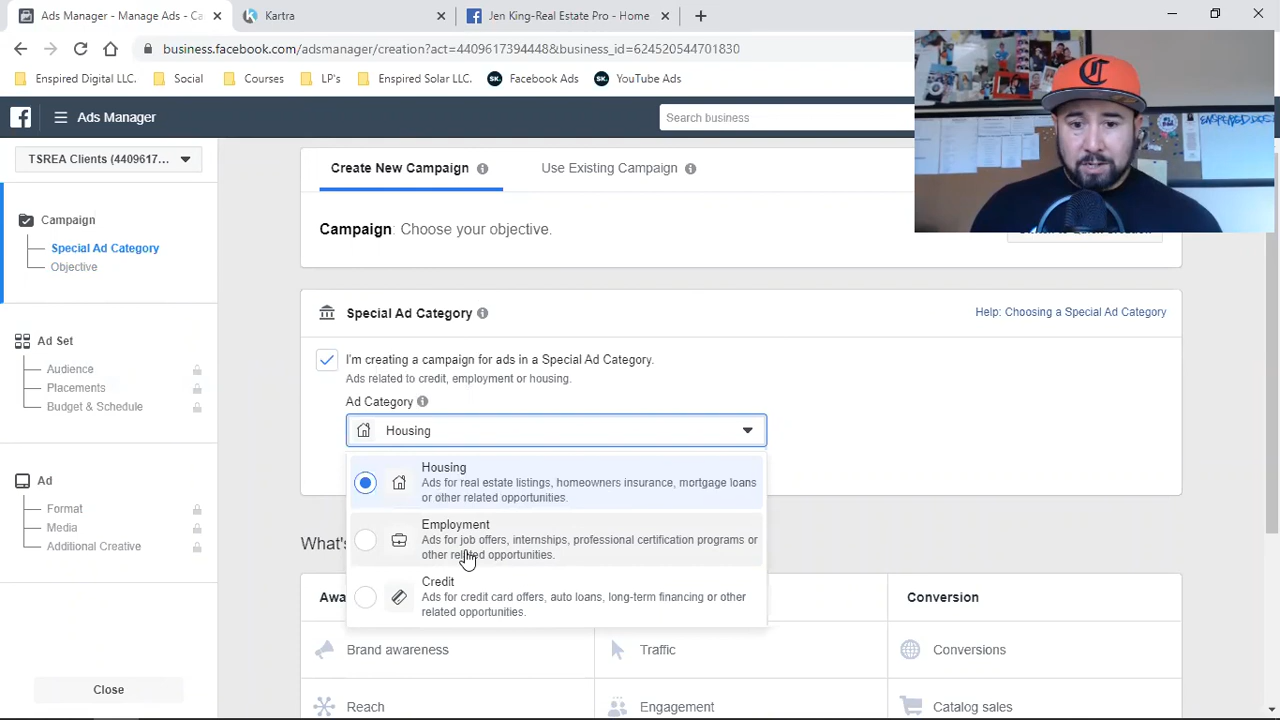 Ads Manager - Manage Ads - Ca
Kartra
Jen King-Real Estate Pro - Home
business.facebook.com/adsmanager/creation?act=440961739444​8&business_id=624520544701830
Enspired Digital LLC.
Social
Courses
LP's
Enspired Solar LLC.
SK.
Facebook Ads
SK.
YouTube Ads
Ads Manager
Search business
TSREA Clients (4409617...
Create New Campaign
Use Existing Campaign
Campaign
Special Ad Category
Objective
Campaign: Choose your objective.
Special Ad Category
Help: Choosing a Special Ad Category
Ad Set
Audience
Placements
Budget & Schedule
I'm creating a campaign for ads in a Special Ad Category.
Ads related to credit, employment or housing.
Ad Category
Housing
Housing
Ads for real estate listings, homeowners insurance, mortgage loans
or other related opportunities.
Ad
Format
Media
Additional Creative
Employment
Ads for job offers, internships, professional certification programs or
other related opportunities.
What's
Credit
Ads for credit card offers, auto loans, long-term financing or other
related opportunities.
Awa
Conversion
Brand awareness
Traffic
Conversions
Reach
Engagement
Catalog sales
Close